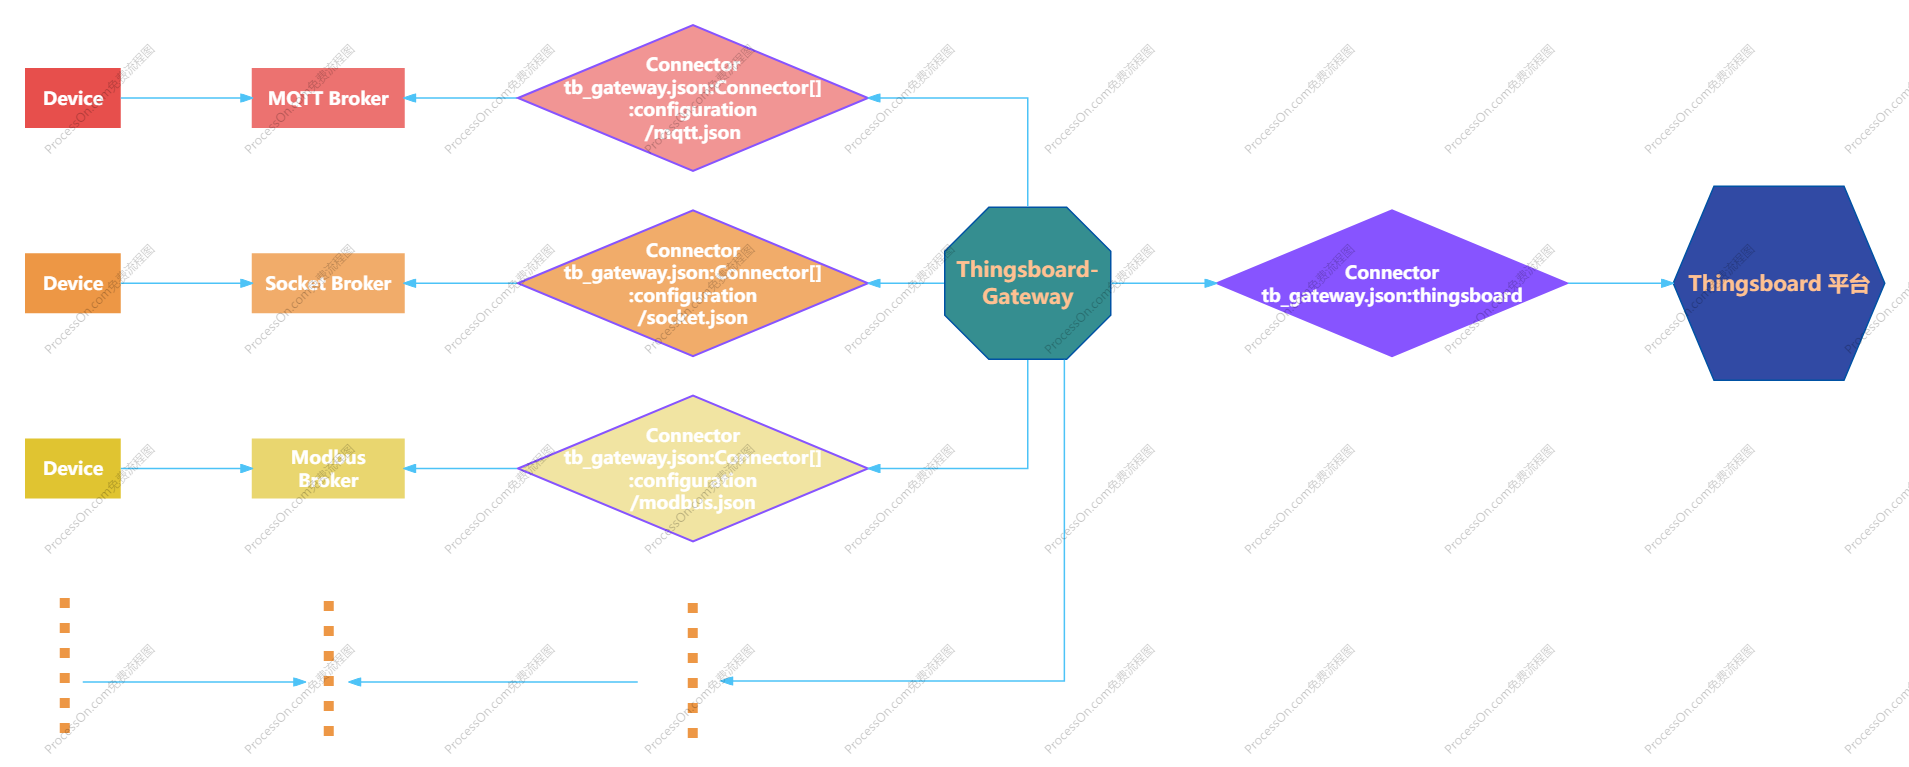 Device
MQTT Broker
Connector
tb_gateway.json:Connector[]
:configuration
/mqtt.json
Device
Socket Broker
Connector
tb_gateway.json:Connector[]
:configuration
/socket.json
Thingsboard-
Gateway
Connector
tb_gateway.json:thingsboard
Thingsboard 平台
Device
Modbus
Broker
Connector
tb_gateway.json:Connector[]
:configuration
/modbus.json
ProcessOn.com免费流程图